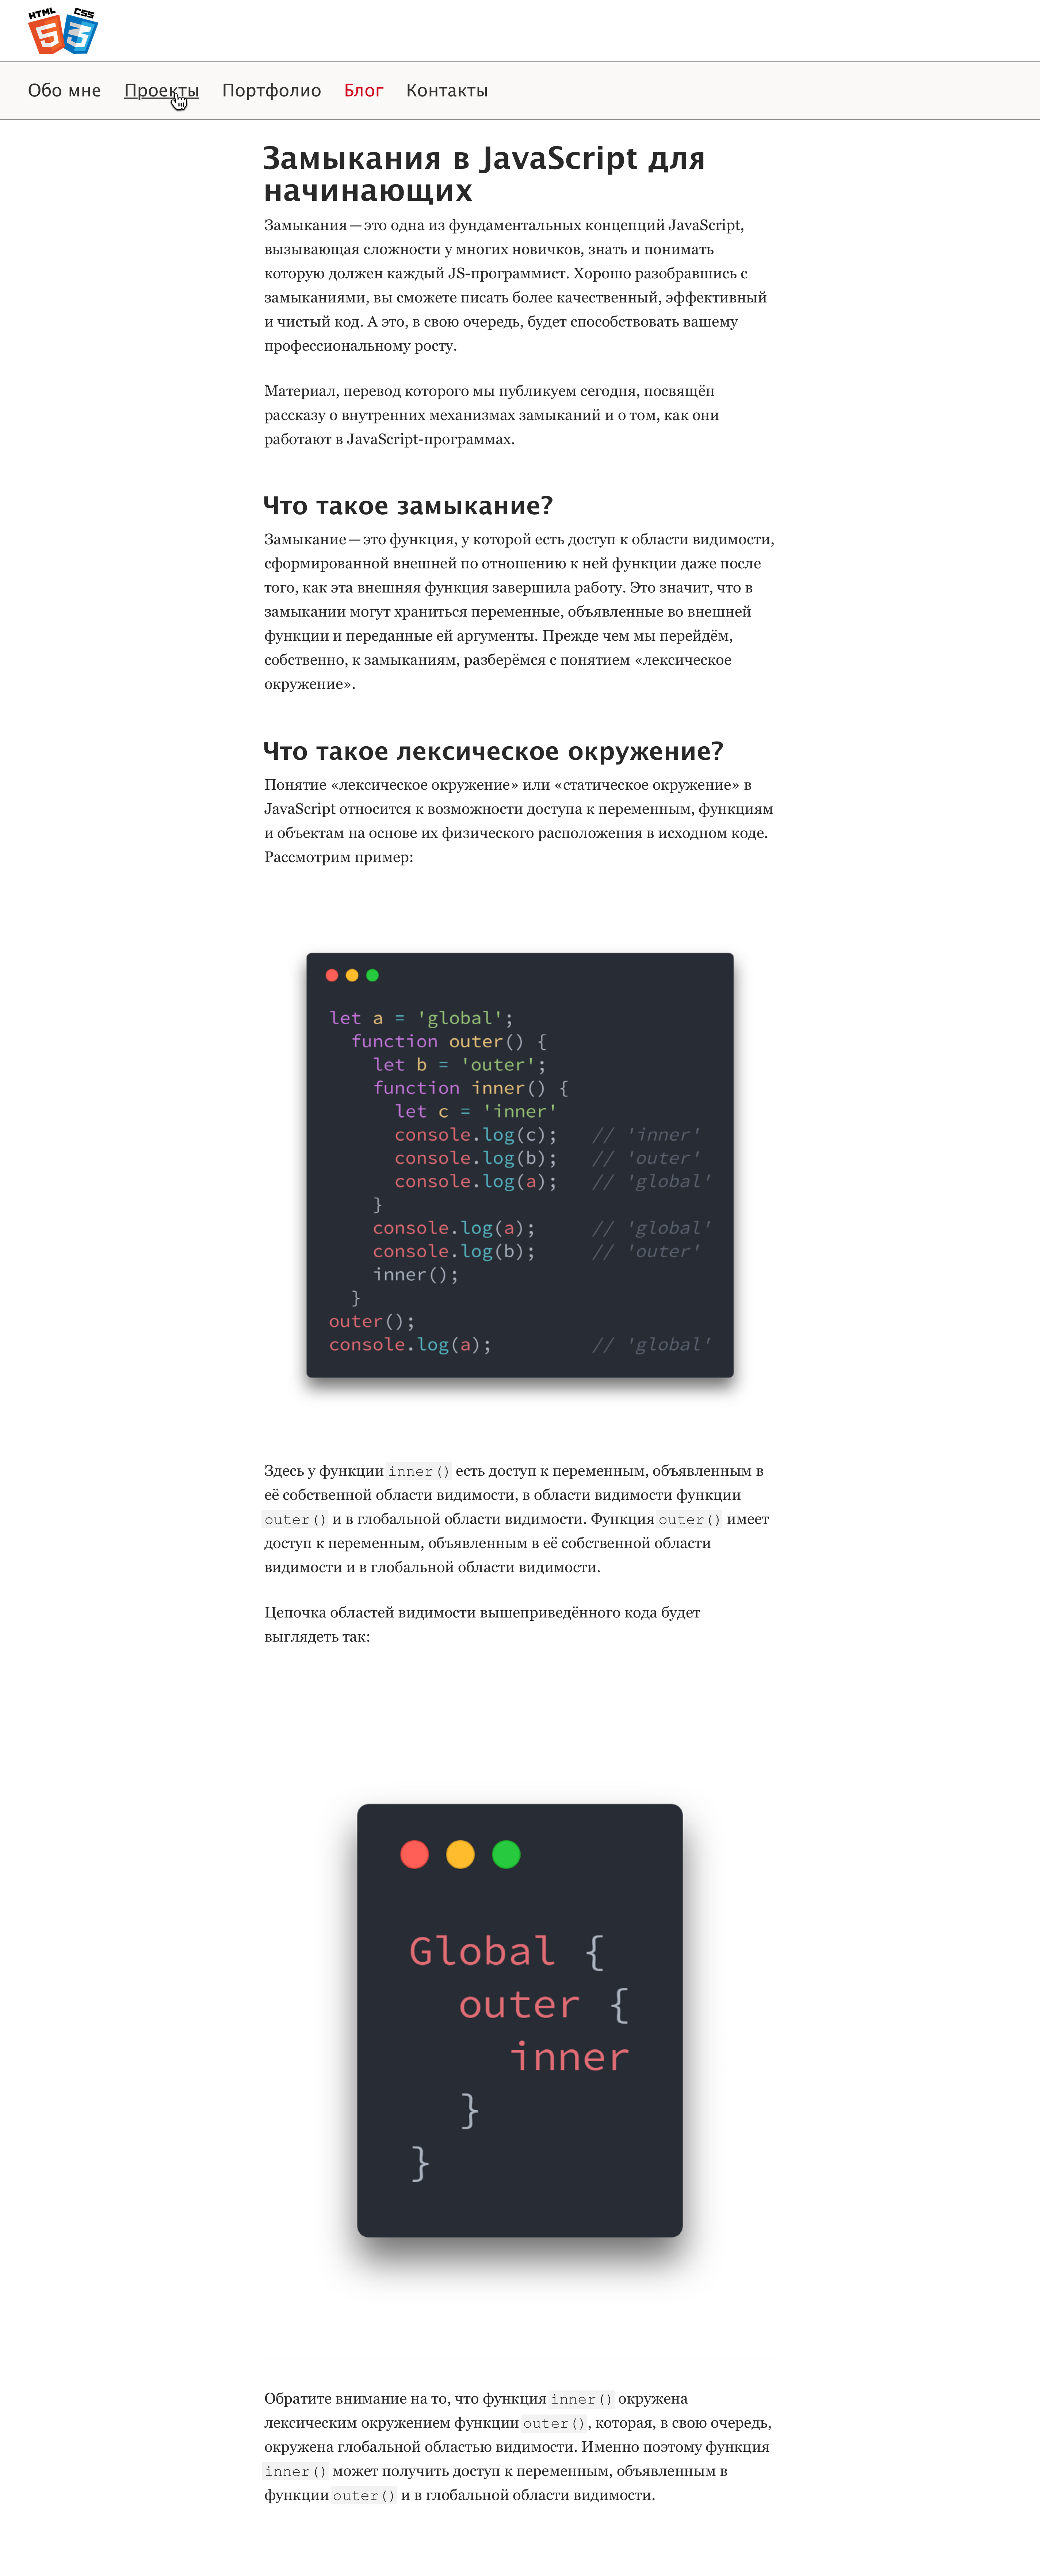 HTML CSS
5 3
Обо мне Проекты Портфолио Блог Контакты
Замыкания в JavaScript для
начинающих
Замыкания — это одна из фундаментальных концепций JavaScript,
вызывающая сложности у многих новичков, знать и понимать
которую должен каждый JS-программист. Хорошо разобравшись с
замыканиями, вы сможете писать более качественный, эффективный
и чистый код. А это, в свою очередь, будет способствовать вашему
профессиональному росту.
Материал, перевод которого мы публикуем сегодня, посвящён
рассказу о внутренних механизмах замыканий и о том, как они
работают в JavaScript-программах.
Что такое замыкание?
Замыкание — это функция, у которой есть доступ к области видимости,
сформированной внешней по отношению к ней функции даже после
того, как эта внешняя функция завершила работу. Это значит, что в
замыкании могут храниться переменные, объявленные во внешней
функции и переданные ей аргументы. Прежде чем мы перейдём,
собственно, к замыканиям, разберёмся с понятием «лексическое
окружение».
Что такое лексическое окружение?
Понятие «лексическое окружение» или «статическое окружение» в
JavaScript относится к возможности доступа к переменным, функциям
и объектам на основе их физического расположения в исходном коде.
Рассмотрим пример:
let a = 'global';
function outer() {
let b = 'outer';
function inner() {
let c = 'inner'
console.log(c); // 'inner'
console.log(b); // 'outer'
console.log(a); // 'global'
}
console.log(a); // 'global'
console.log(b); // 'outer'
inner();
}
outer();
console.log(a); // 'global'
Здесь у функции inner() есть доступ к переменным, объявленным в
её собственной области видимости, в области видимости функции
outer() и в глобальной области видимости. Функция outer() имеет
доступ к переменным, объявленным в её собственной области
видимости и в глобальной области видимости.
Цепочка областей видимости вышеприведённого кода будет
выглядеть так:
Global {
outer {
inner
}
}
Обратите внимание на то, что функция inner() окружена
лексическим окружением функции outer(), которая, в свою очередь,
окружена глобальной областью видимости. Именно поэтому функция
inner() может получить доступ к переменным, объявленным в
функции outer() и в глобальной области видимости.